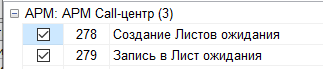 АРМ: АРМ Call-центр (3)
278 Создание Листов ожидания
279 Запись в Лист ожидания